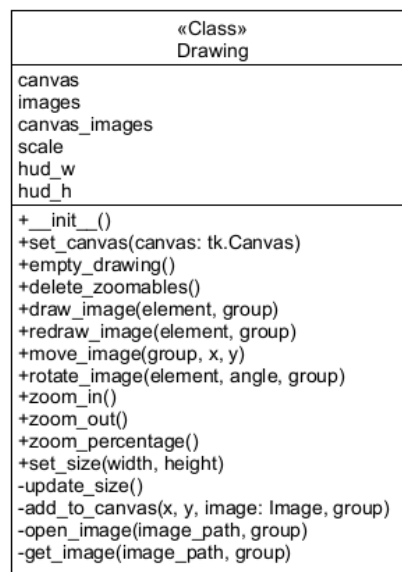 «Class»
Drawing
canvas
images
canvas_images
scale
hud_w
hud_h
+__init__()
+set_canvas(canvas: tk.Canvas)
+empty_drawing()
+delete_zoomables()
+draw_image(element, group)
+redraw_image(element, group)
+move_image(group, x, y)
+rotate_image(element, angle, group)
+zoom_in()
+zoom_out()
+zoom_percentage()
+set_size(width, height)
-update_size()
-add_to_canvas(x, y, image: Image, group)
-open_image(image_path, group)
-get_image(image_path, group)